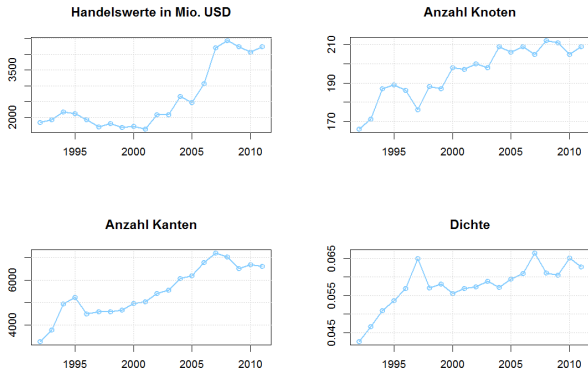 Handelswerte in Mio. USD
3500
2000
1995 2000 2005 2010
Anzahl Knoten
210
190
170
1995 2000 2005 2010
Anzahl Kanten
6000
4000
1995 2000 2005 2010
Dichte
0.065
0.055
0.045
1995 2000 2005 2010